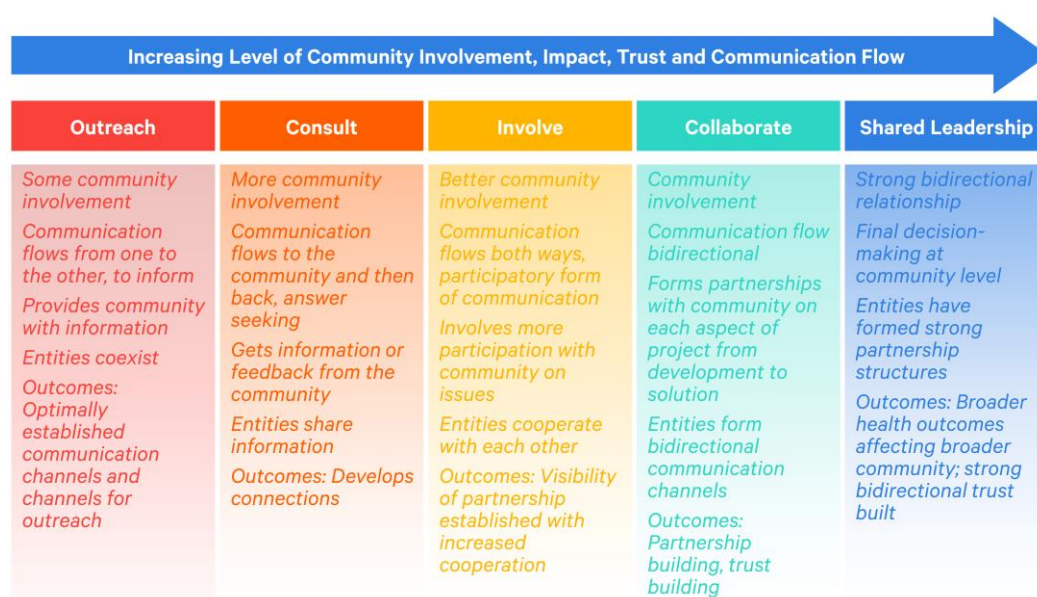 Increasing Level of Community Involvement, Impact, Trust and Communication Flow
Outreach
Some community
involvement
Communication
flows from one to
the other, to inform
Provides community
with information
Entities coexist
Outcomes:
Optimally
established
communication
channels and
channels for
outreach
Consult
More community
involvement
Communication
flows to the
community and then
back, answer
seeking
Gets information or
feedback from the
community
Entities share
information
Outcomes: Develops
connections
Involve
Better community
involvement
Communication
flows both ways,
participatory form
of communication
Involves more
participation with
community on
issues
Entities cooperate
with each other
Outcomes: Visibility
of partnership
established with
increased
cooperation
Collaborate
Community
involvement
Communication flow
bidirectional
Forms partnerships
with community on
each aspect of
project from
development to
solution
Entities form
bidirectional
communication
channels
Outcomes:
Partnership
building, trust
building
Shared Leadership
Strong bidirectional
relationship
Final decision-
making at
community level
Entities have
formed strong
partnership
structures
Outcomes: Broader
health outcomes
affecting broader
community; strong
bidirectional trust
built